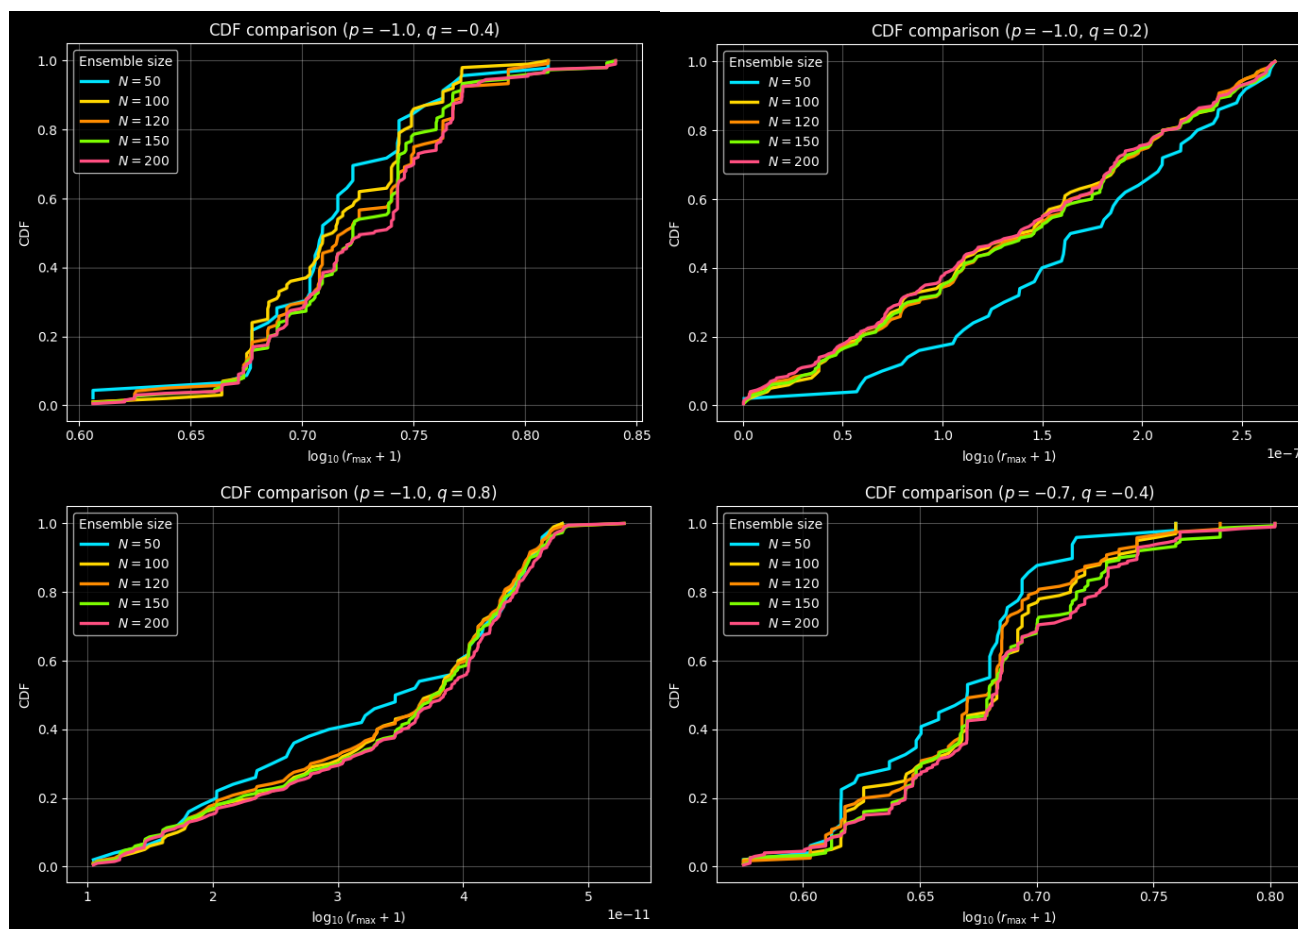 CDF comparison (p = −1.0, q = −0.4)
Ensemble size
N = 50
N = 100
N = 120
N = 150
N = 200
1.0
0.8
0.6
0.4
0.2
0.0
CDF
0.60 0.65 0.70 0.75 0.80 0.85
log₁₀ (r_max + 1)
CDF comparison (p = −1.0, q = 0.2)
Ensemble size
N = 50
N = 100
N = 120
N = 150
N = 200
1.0
0.8
0.6
0.4
0.2
0.0
CDF
0.0 0.5 1.0 1.5 2.0 2.5
1e−7
log₁₀ (r_max + 1)
CDF comparison (p = −1.0, q = 0.8)
Ensemble size
N = 50
N = 100
N = 120
N = 150
N = 200
1.0
0.8
0.6
0.4
0.2
0.0
CDF
1 2 3 4 5
1e−11
log₁₀ (r_max + 1)
CDF comparison (p = −0.7, q = −0.4)
Ensemble size
N = 50
N = 100
N = 120
N = 150
N = 200
1.0
0.8
0.6
0.4
0.2
0.0
CDF
0.60 0.65 0.70 0.75 0.80
log₁₀ (r_max + 1)